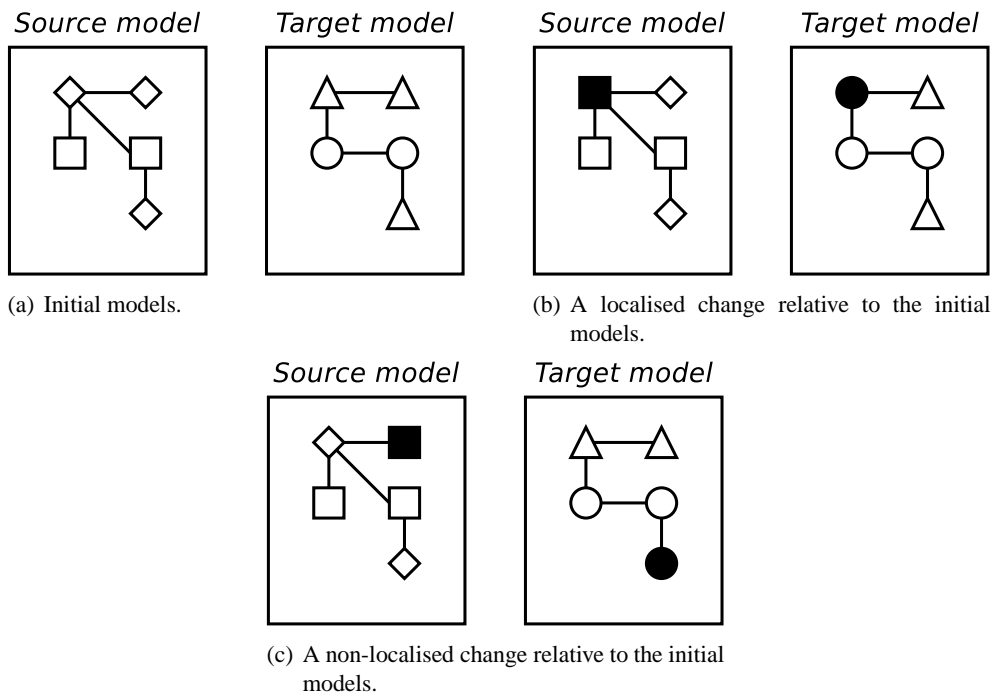 Source model Target model Source model Target model
(a) Initial models.
(b) A localised change relative to the initial
models.
Source model Target model
(c) A non-localised change relative to the initial
models.